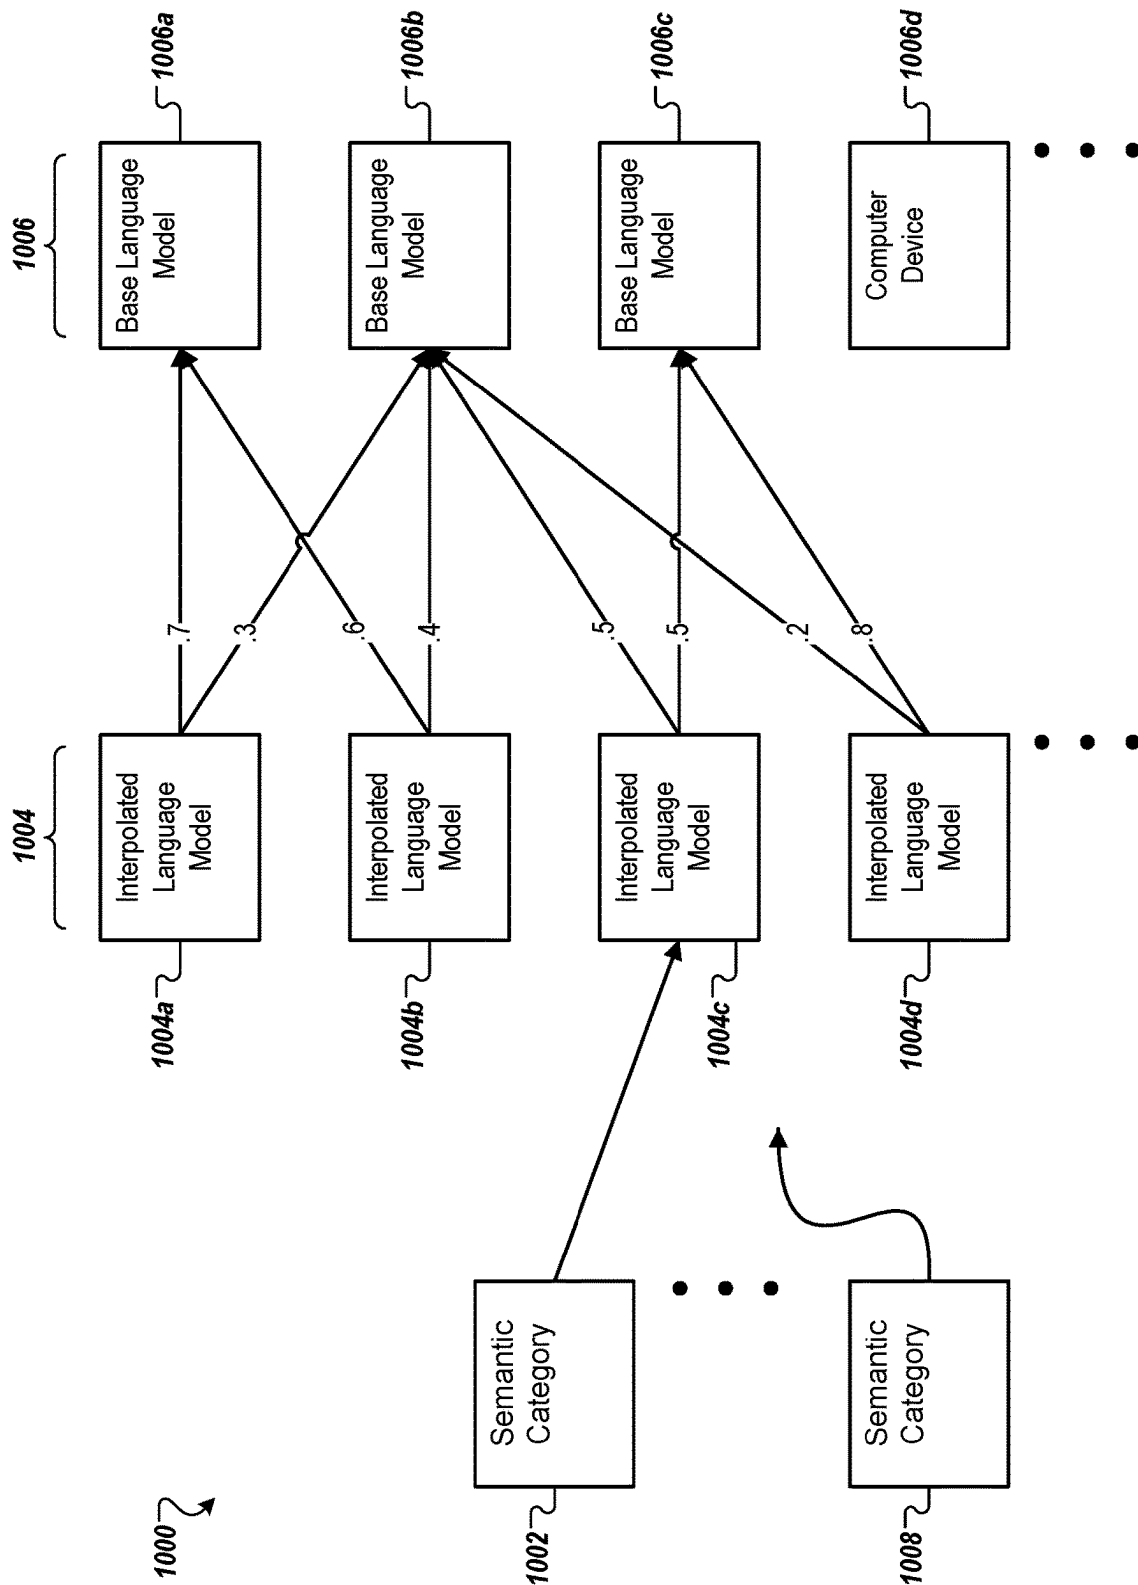 1000
1002
Semantic
Category
1008
Semantic
Category
1004
1004a
Interpolated
Language
Model
1004b
Interpolated
Language
Model
1004c
Interpolated
Language
Model
1004d
Interpolated
Language
Model
.7
.3
.6
.4
.5
.5
.2
.8
1006
Base Language
Model
1006a
Base Language
Model
1006b
Base Language
Model
1006c
Computer
Device
1006d